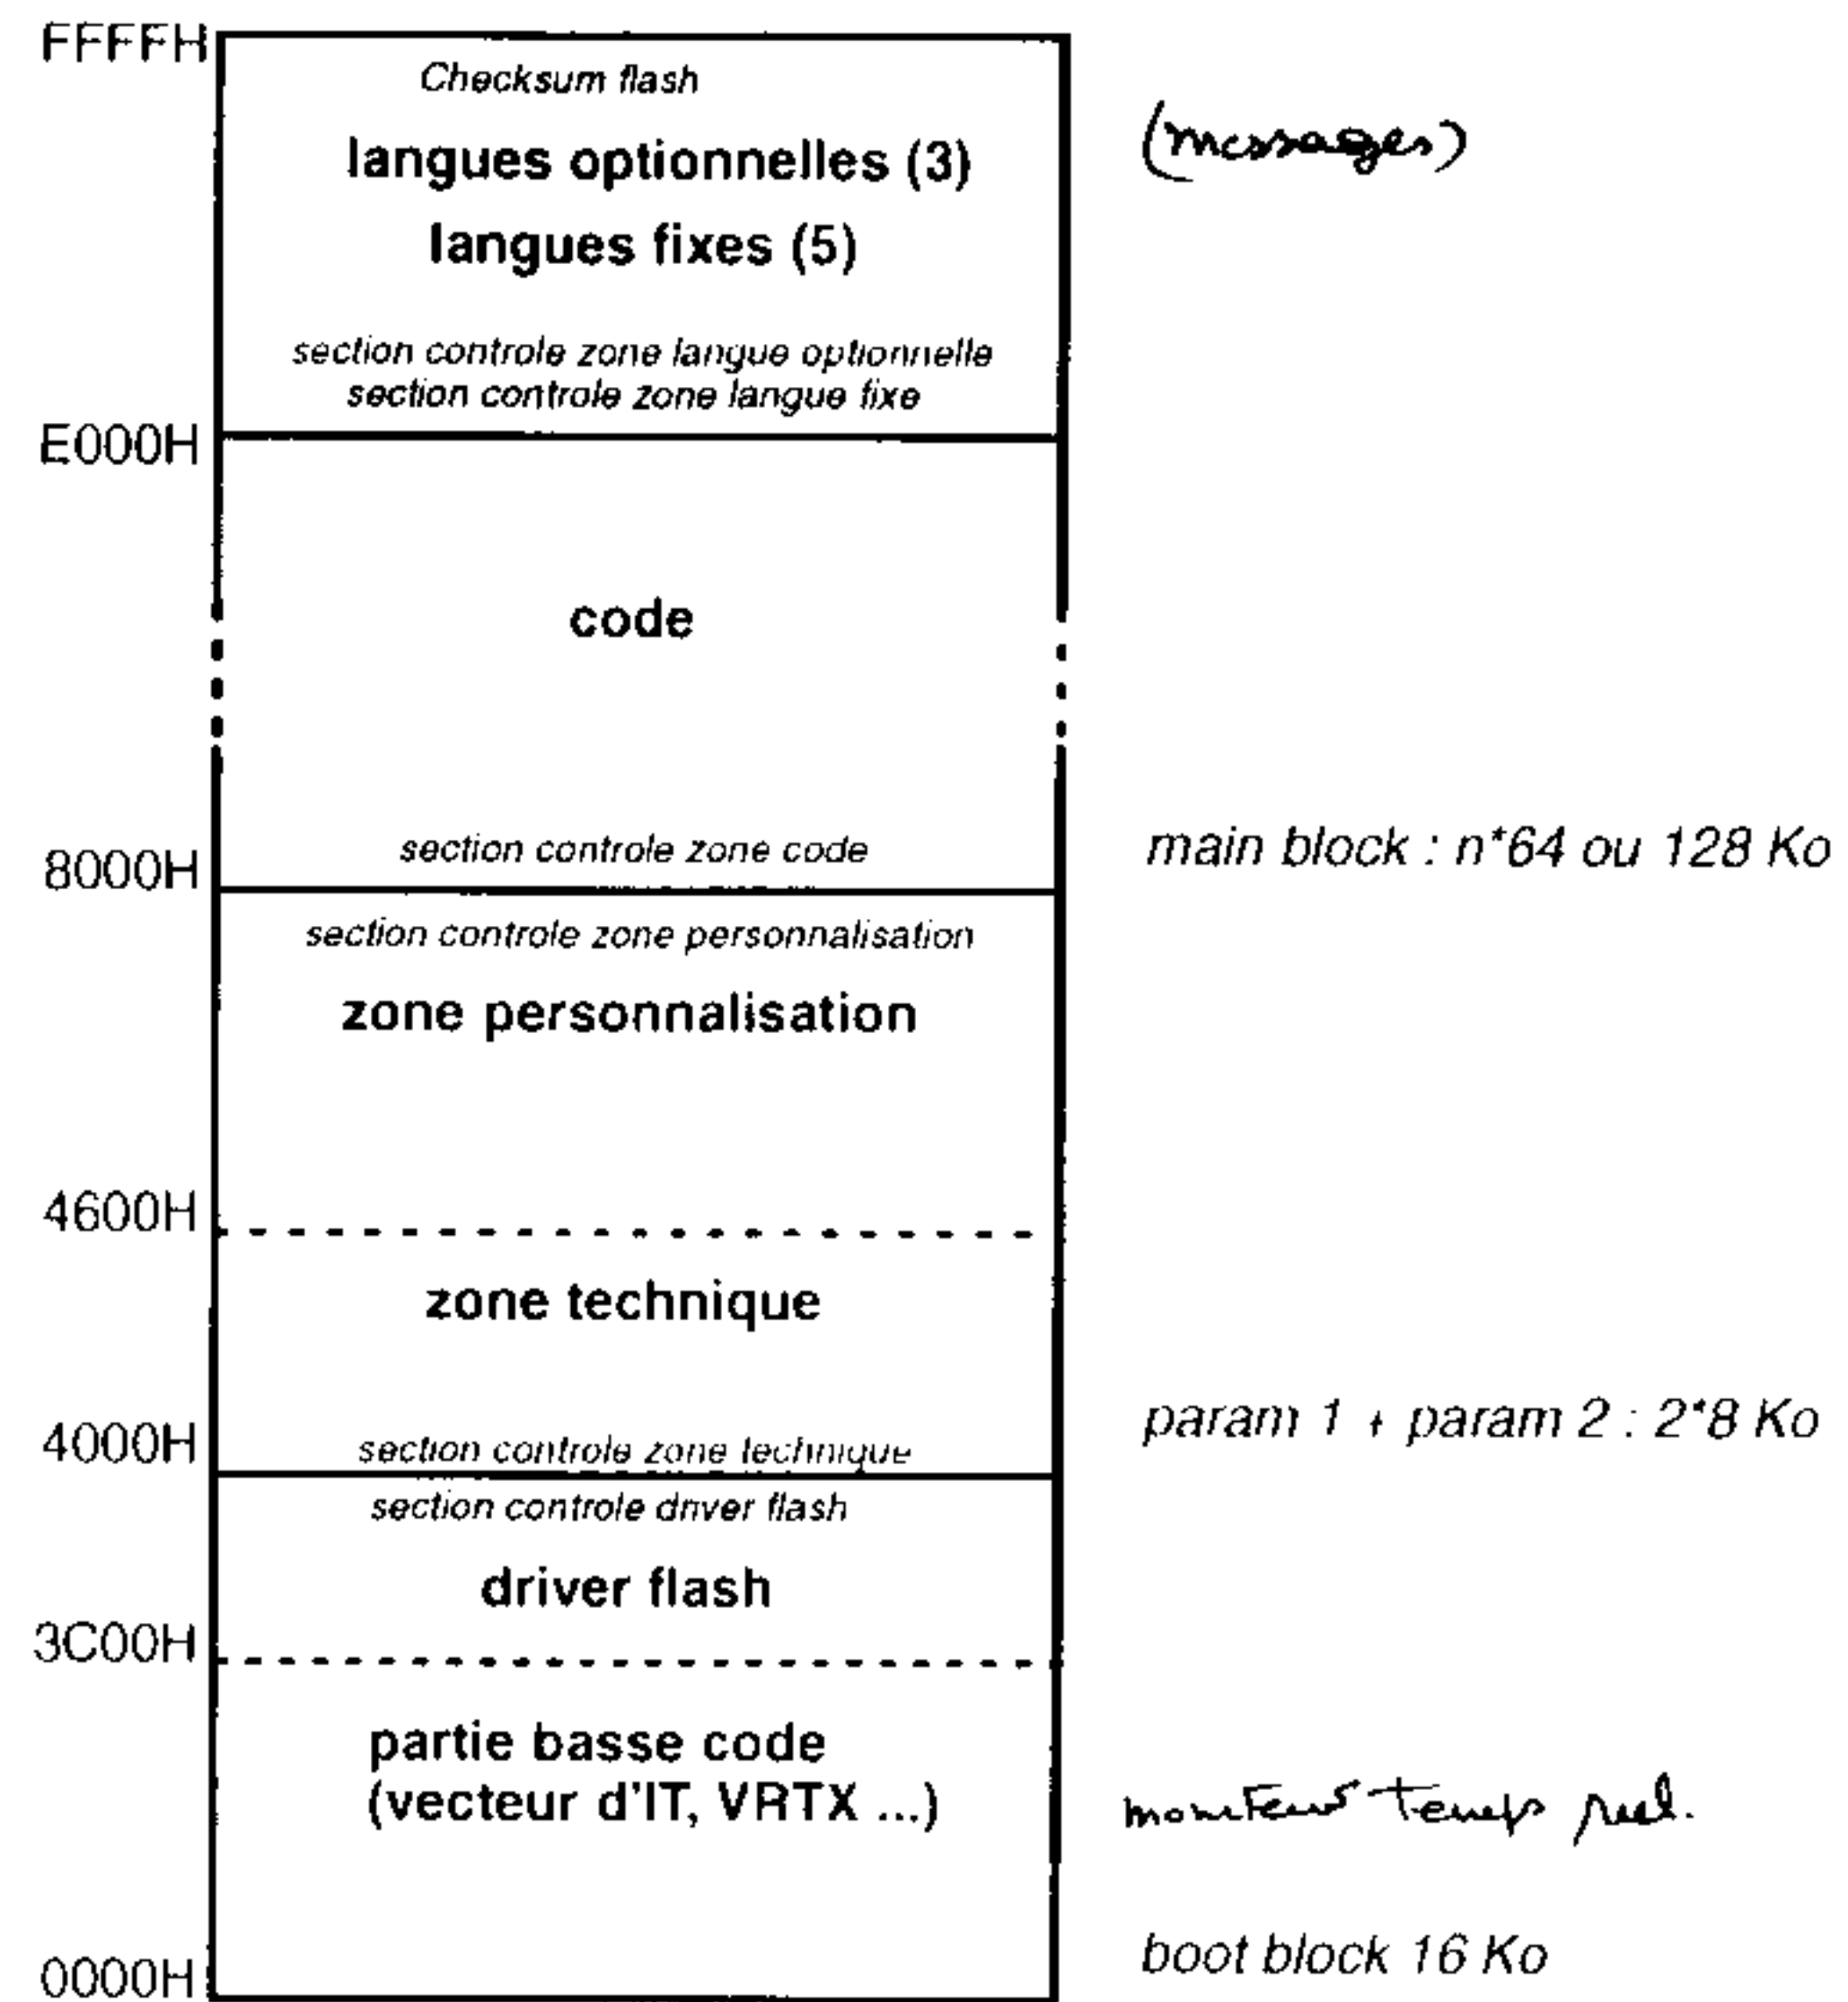 FFFFH
Checksum flash
langues optionnelles (3)
(messages)
langues fixes (5)
section controle zone langue optionnelle
section controle zone langue fixe
E000H
code
section controle zone code
8000H
main block : n*64 ou 128 Ko
section controle zone personnalisation
zone personnalisation
4600H
zone technique
4000H
section controle zone technique
param 1 + param 2 : 2*8 Ko
section controle driver flash
driver flash
3C00H
partie basse code
(vecteur d'IT, VRTX ...)
moniteur temps réel.
boot block 16 Ko
0000H